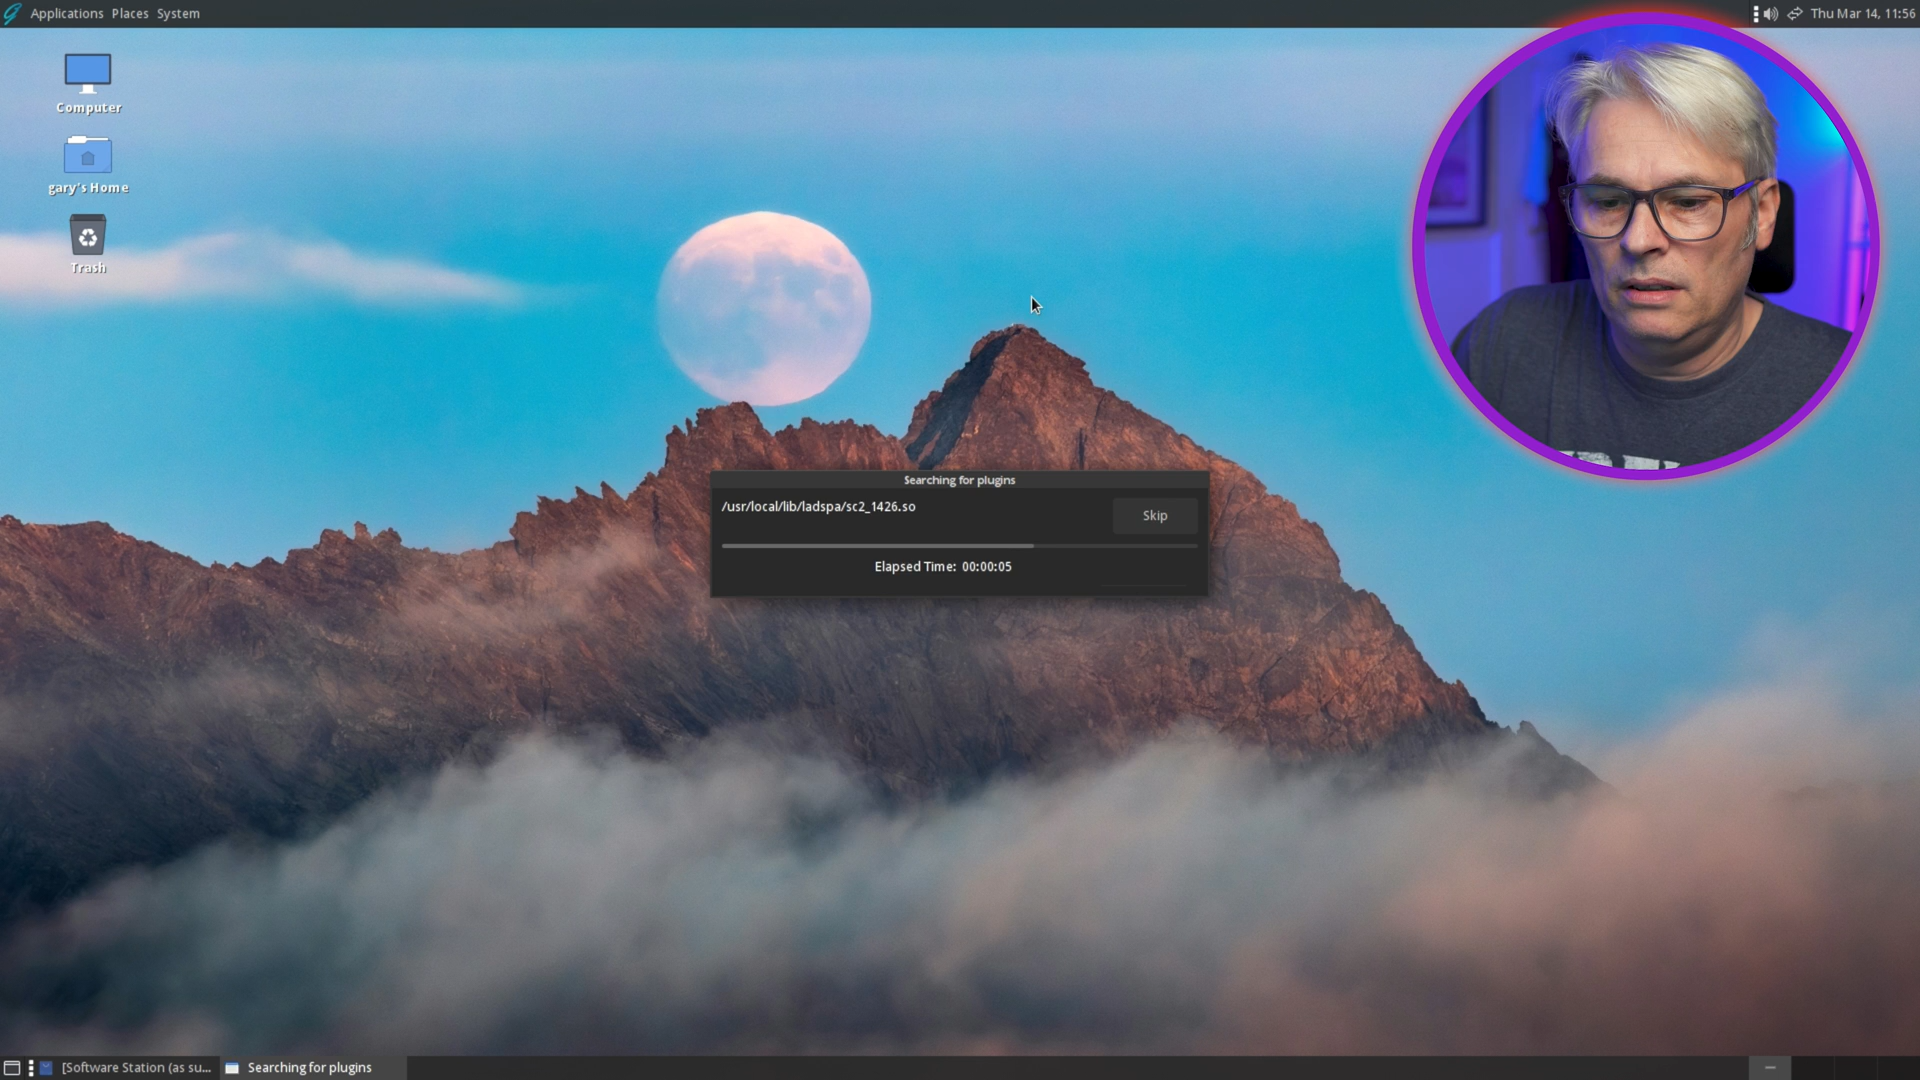 Applications Places System
Thu Mar 14, 11:56
Computer
gary's Home
Trash
Searching for plugins
/usr/local/lib/ladspa/sc2_1426.so
Skip
Elapsed Time: 00:00:05
[Software Station (as su...
Searching for plugins